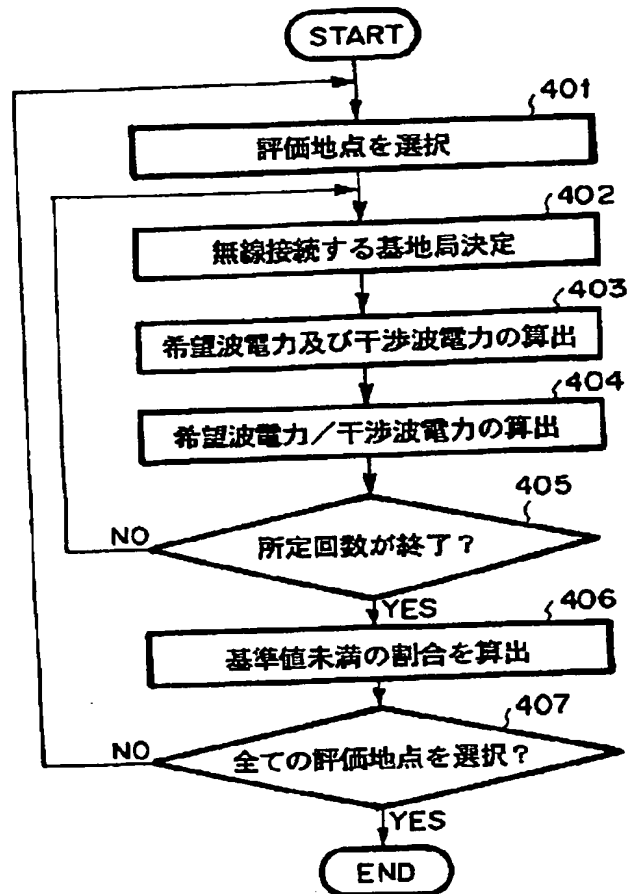 START
401
評価地点を選択
402
無線接続する基地局決定
403
希望波電力及び干渉波電力の算出
404
希望波電力／干渉波電力の算出
405
所定回数が終了？
NO
YES
406
基準値未満の割合を算出
407
全ての評価地点を選択？
NO
YES
END